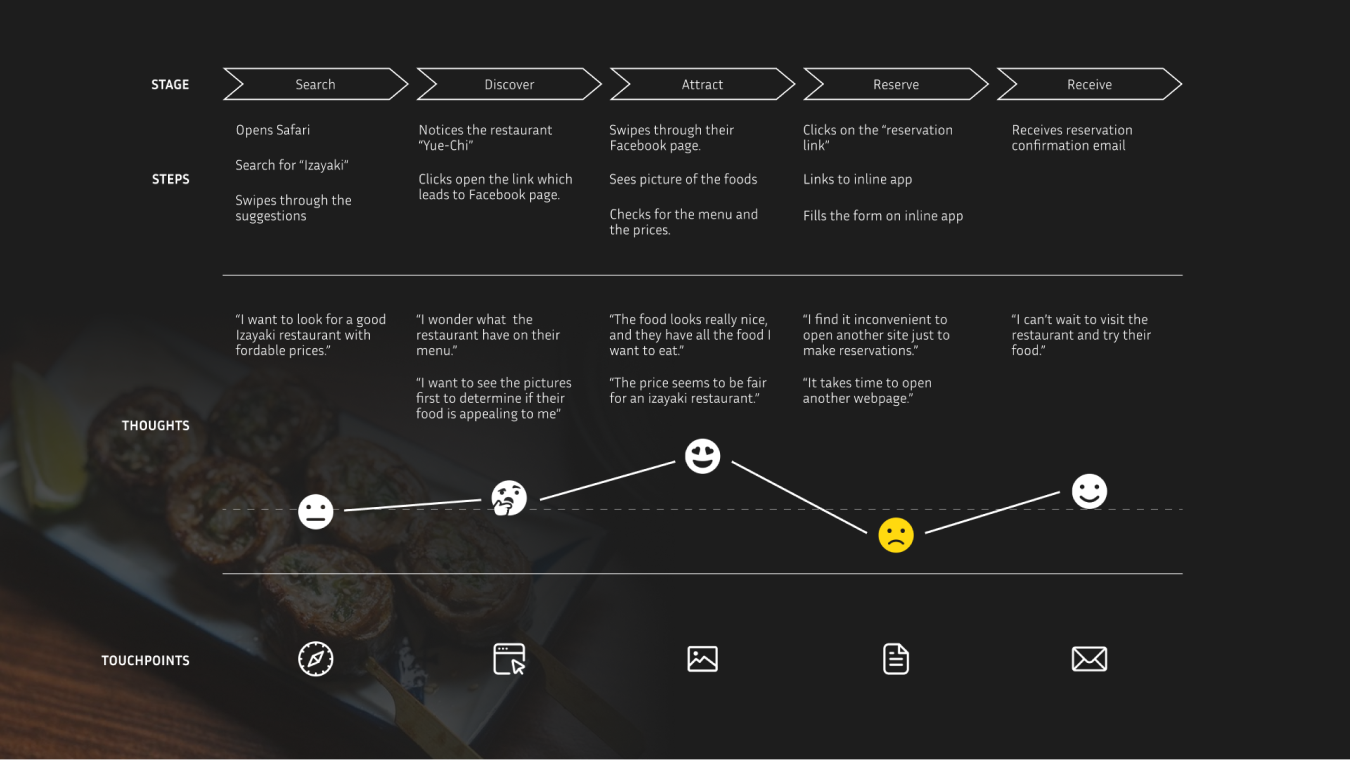 STAGE
Search
Discover
Attract
Reserve
Receive
STEPS
Opens Safari
Search for “Izayaki”
Swipes through the
suggestions
Notices the restaurant
“Yue-Chi”
Clicks open the link which
leads to Facebook page.
Swipes through their
Facebook page.
Sees picture of the foods
Checks for the menu and
the prices.
Clicks on the “reservation
link”
Links to inline app
Fills the form on inline app
Receives reservation
confirmation email
THOUGHTS
“I want to look for a good
Izayaki restaurant with
fordable prices.”
“I wonder what the
restaurant have on their
menu.”
“I want to see the pictures
first to determine if their
food is appealing to me”
“The food looks really nice,
and they have all the food I
want to eat.”
“The price seems to be fair
for an izayaki restaurant.”
“I find it inconvenient to
open another site just to
make reservations.”
“It takes time to open
another webpage.”
“I can’t wait to visit the
restaurant and try their
food.”
TOUCHPOINTS